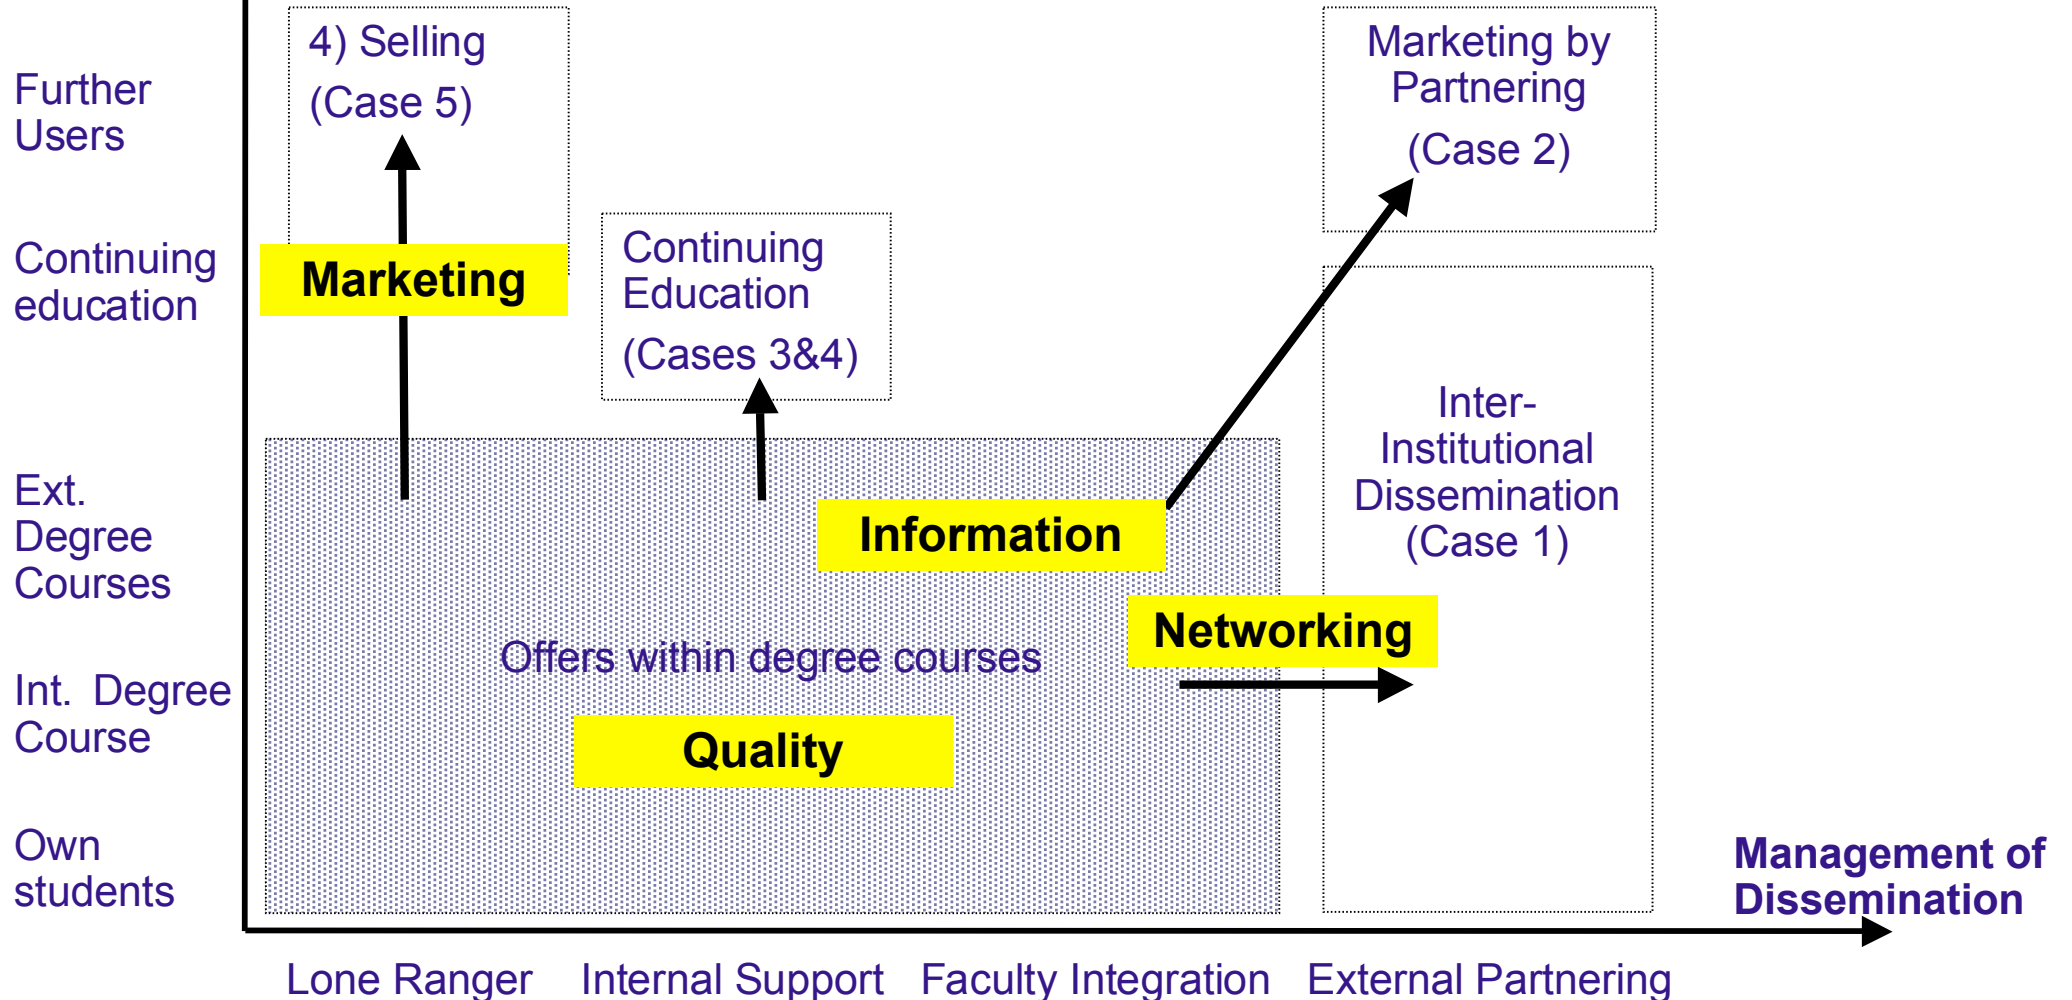 Further
Users
Continuing
education
Ext.
Degree
Courses
Int. Degree
Course
Own
students
4) Selling
(Case 5)
Marketing
Continuing
Education
(Cases 3&4)
Marketing by
Partnering
(Case 2)
Inter-
Institutional
Dissemination
(Case 1)
Information
Networking
Offers within degree courses
Quality
Management of
Dissemination
Lone Ranger
Internal Support
Faculty Integration
External Partnering